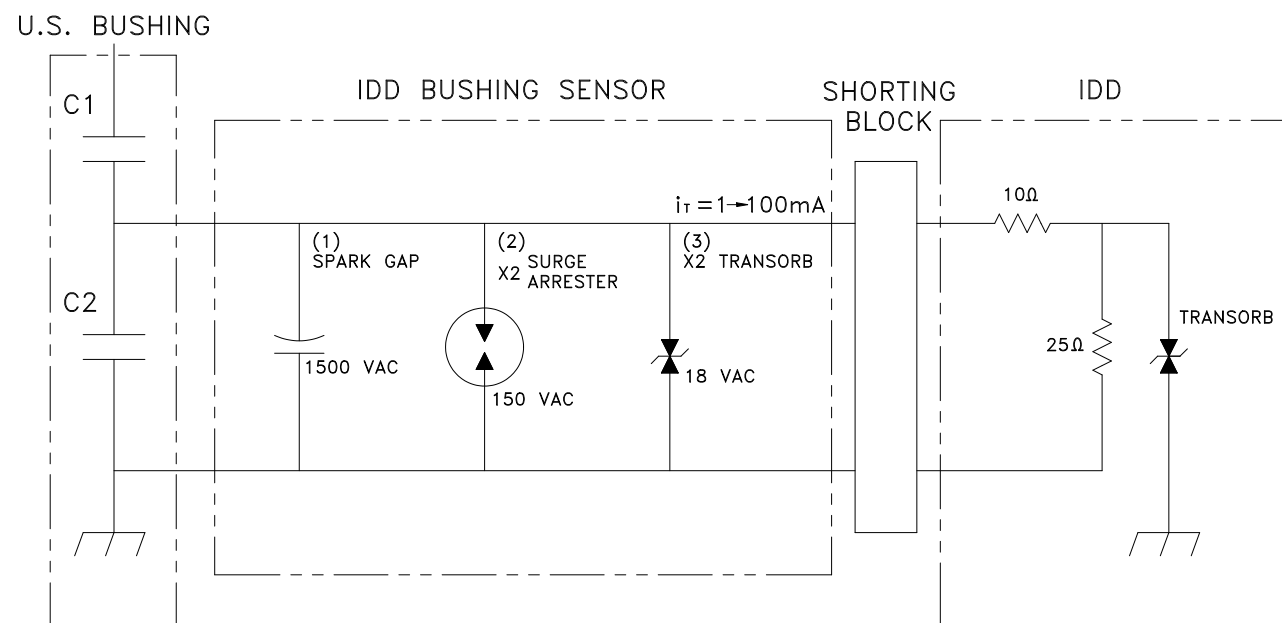 U.S. BUSHING
C1
C2
IDD BUSHING SENSOR
(1)
SPARK GAP
1500 VAC
(2)
X2 SURGE
ARRESTER
150 VAC
iT=1→100mA
(3)
X2 TRANSORB
18 VAC
SHORTING
BLOCK
IDD
10Ω
25Ω
TRANSORB